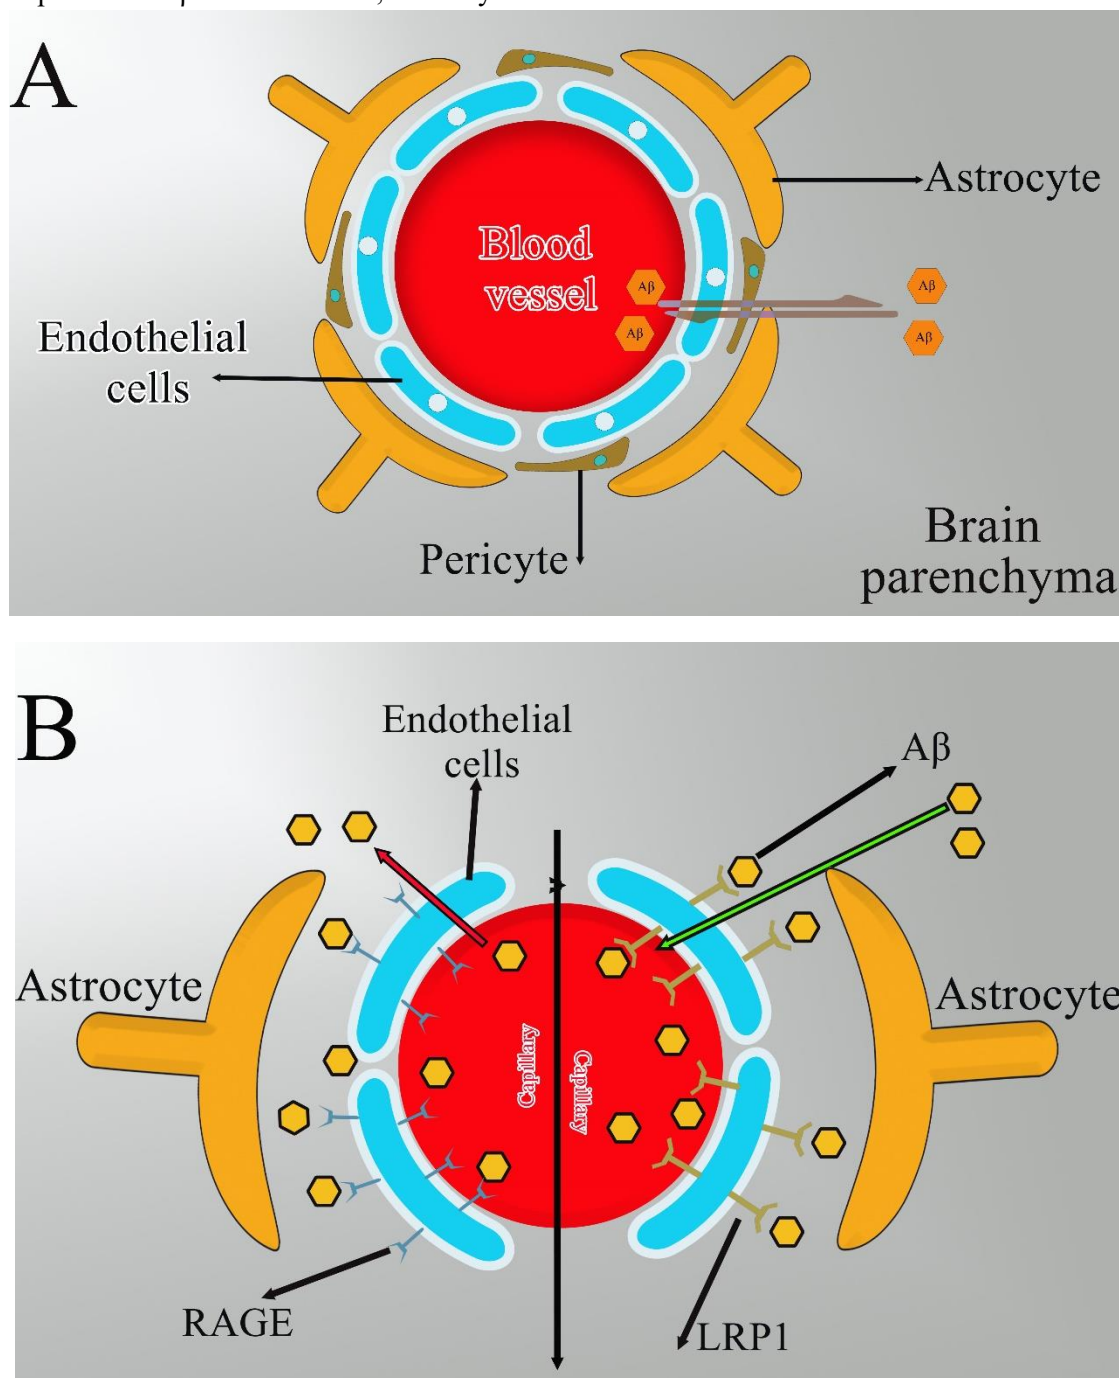 A
Astrocyte
Blood
vessel
Aβ
Aβ
Aβ
Aβ
Endothelial
cells
Pericyte
Brain
parenchyma
B
Endothelial
cells
Aβ
Astrocyte
Astrocyte
Capillary
Capillary
RAGE
LRP1